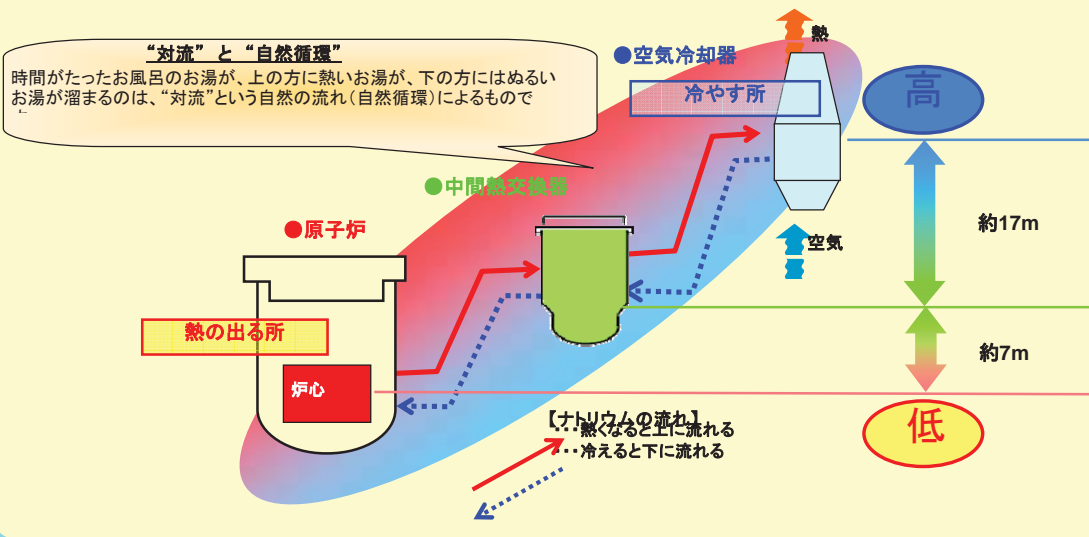 “対流” と “自然循環”
時間がたったお風呂のお湯が、上の方に熱いお湯が、下の方にはぬるい
お湯が溜まるのは、“対流”という自然の流れ(自然循環)によるもので
熱
●空気冷却器
冷やす所
高
●中間熱交換器
●原子炉
空気
約17m
熱の出る所
約7m
炉心
【ナトリウムの流れ】
・・・熱くなると上に流れる
・・・冷えると下に流れる
低